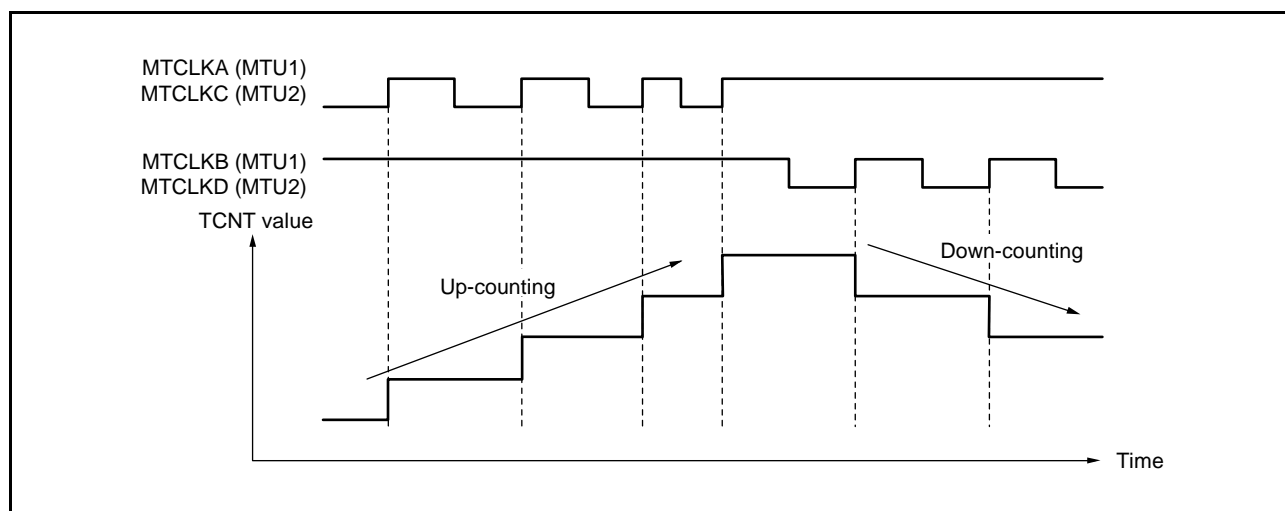 MTCLKA (MTU1)
MTCLKC (MTU2)
MTCLKB (MTU1)
MTCLKD (MTU2)
TCNT value
Up-counting
Down-counting
Time